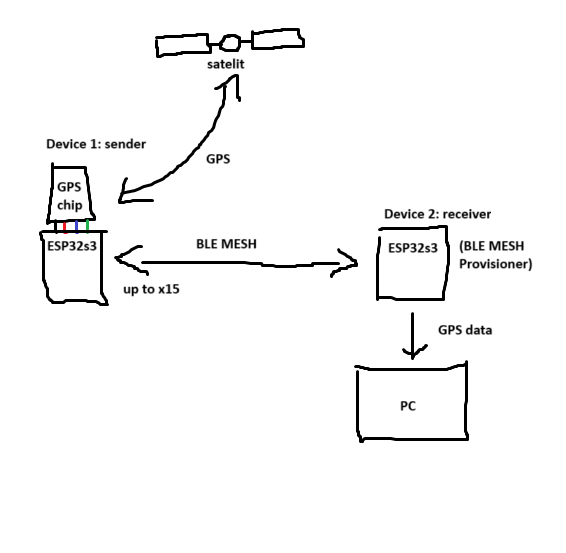 satelit
Device 1: sender
GPS
GPS
chip
Device 2: receiver
ESP32s3
BLE MESH
ESP32s3
(BLE MESH
Provisioner)
up to x15
GPS data
PC